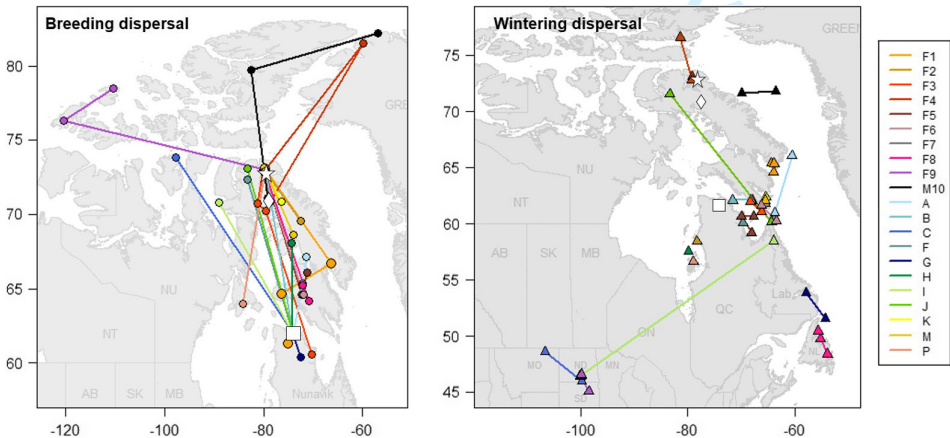 Breeding dispersal
80
75
70
65
60
-120
-100
-80
-60
GRE
NU
NT
AB
SK
MB
Nunavik
Wintering dispersal
75
70
65
60
55
50
45
-100
-80
-60
GREE
NU
NT
AB
SK
MB
ON
QC
Lab.
MO
ND
MN
SD
F1
F2
F3
F4
F5
F6
F7
F8
F9
M10
A
B
C
F
G
H
I
J
K
M
P